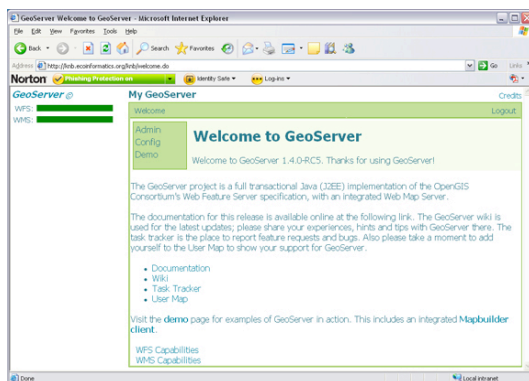 GeoServer Welcome to GeoServer - Microsoft Internet Explorer
File Edit View Favorites Tools Help
Back Search Favorites
Address http://knb.ecoinformatics.org/knb/welcome.do Go Links
Norton Phishing Protection on Identity Safe Log-ins
GeoServer My GeoServer Credits
WFS: Welcome Logout
WMS:
Admin
Config
Demo
Welcome to GeoServer
Welcome to GeoServer 1.4.0-RC5. Thanks for using GeoServer!
The GeoServer project is a full transactional Java (J2EE) implementation of the OpenGIS
Consortium's Web Feature Server specification, with an integrated Web Map Server.
The documentation for this release is available online at the following link. The GeoServer wiki is
used for the latest updates; please share your experiences, hints and tips with GeoServer there. The
task tracker is the place to report feature requests and bugs. Also please take a moment to add
yourself to the User Map to show your support for GeoServer.
• Documentation
• Wiki
• Task Tracker
• User Map
Visit the demo page for examples of GeoServer in action. This includes an integrated Mapbuilder
client.
WFS Capabilities
WMS Capabilities
Done Local intranet